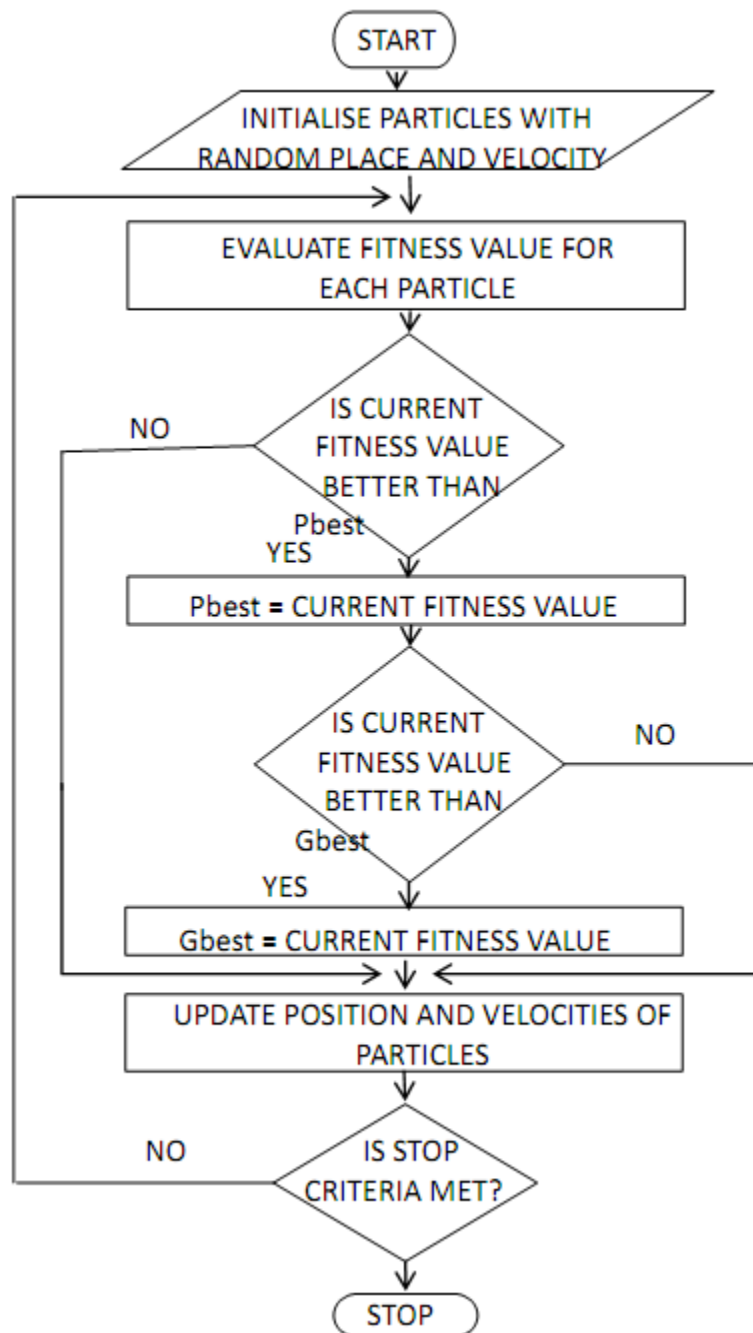 START
INITIALISE PARTICLES WITH
RANDOM PLACE AND VELOCITY
EVALUATE FITNESS VALUE FOR
EACH PARTICLE
IS CURRENT
FITNESS VALUE
BETTER THAN
Pbest
NO
YES
Pbest = CURRENT FITNESS VALUE
IS CURRENT
FITNESS VALUE
BETTER THAN
Gbest
NO
YES
Gbest = CURRENT FITNESS VALUE
UPDATE POSITION AND VELOCITIES OF
PARTICLES
IS STOP
CRITERIA MET?
NO
STOP